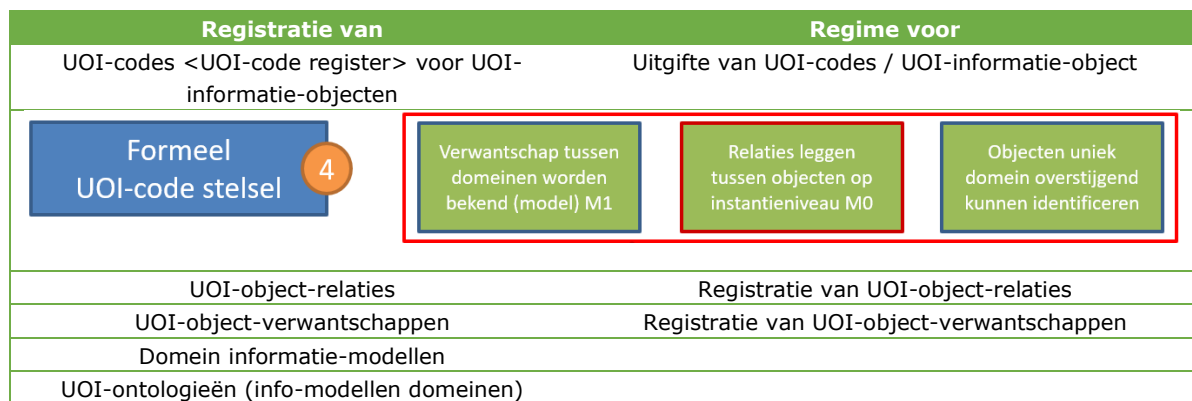 Registratie van
Regime voor
UOI-codes <UOI-code register> voor UOI-
informatie-objecten
Uitgifte van UOI-codes / UOI-informatie-object
Formeel
UOI-code stelsel
4
Verwantschap tussen
domeinen worden
bekend (model) M1
Relaties leggen
tussen objecten op
instantieniveau M0
Objecten uniek
domein overstijgend
kunnen identificeren
UOI-object-relaties
Registratie van UOI-object-relaties
UOI-object-verwantschappen
Registratie van UOI-object-verwantschappen
Domein informatie-modellen
UOI-ontologieën (info-modellen domeinen)